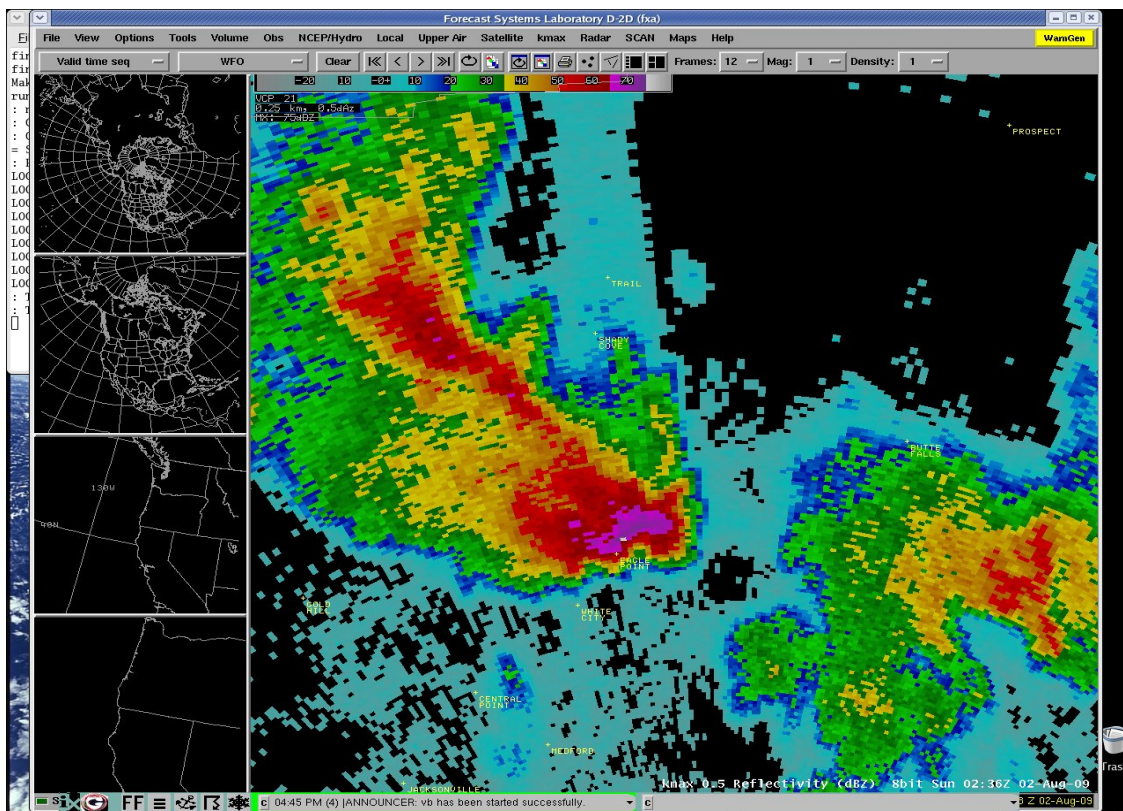 Forecast Systems Laboratory D-2D (fxa)
File View Options Tools Volume Obs NCEP/Hydro Local Upper Air Satellite kmax Radar SCAN Maps Help WarnGen
Valid time seq WFO Clear Frames: 12 Mag: 1 Density: 1
-20 10 -0+ 10 20 30 40 50 60 70
VCP 21
0.25 km, 0.5dAz
MX: 75dBZ
PROSPECT
TRAIL
SHADY
COVE
BUTTE
FALLS
130W
40N
EAGLE
POINT
GOLD
HILL
WHITE
CITY
CENTRAL
POINT
MEDFORD
JACKSONVILLE
kmax 0.5 Reflectivity (dBZ) 8bit Sun 02:36Z 02-Aug-09
FF
c 04:45 PM (4) |ANNOUNCER: vb has been started successfully. c
Z 02-Aug-09
Tras